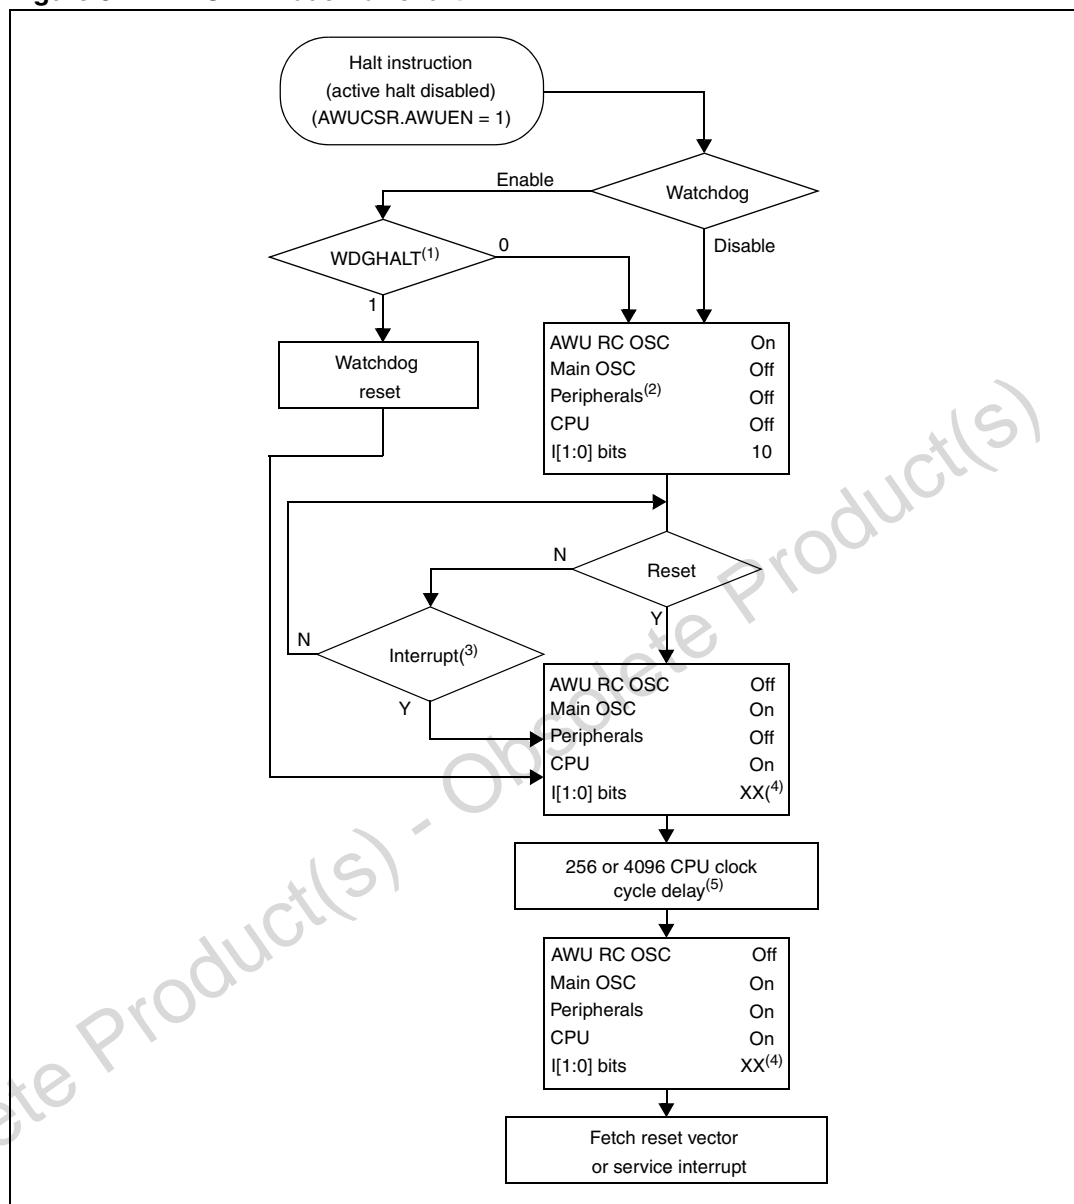 Halt instruction
(active halt disabled)
(AWUCSR.AWUEN = 1)
Enable
Watchdog
WDGHALT(1)
0
Disable
1
Watchdog
reset
AWU RC OSC On
Main OSC Off
Peripherals(2) Off
CPU Off
I[1:0] bits 10
N
Reset
Y
N
Interrupt(3)
Y
AWU RC OSC Off
Main OSC On
Peripherals Off
CPU On
I[1:0] bits XX(4)
256 or 4096 CPU clock
cycle delay(5)
AWU RC OSC Off
Main OSC On
Peripherals On
CPU On
I[1:0] bits XX(4)
Fetch reset vector
or service interrupt
ete Product(s) - Obsolete Product(s)